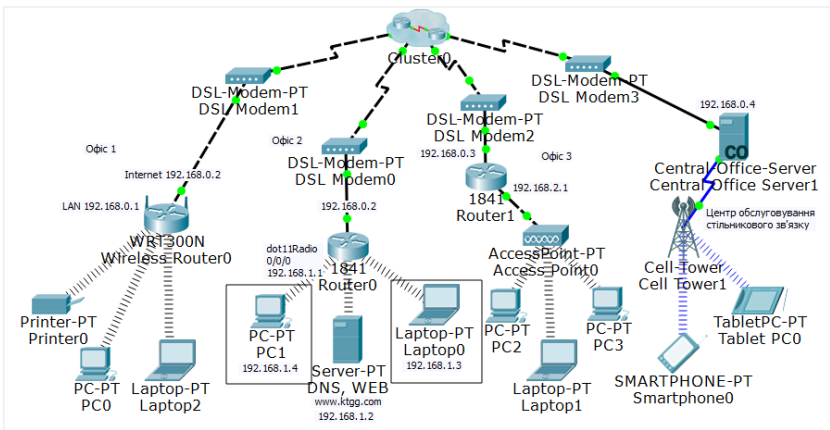 Cluster0
DSL-Modem-PT
DSL Modem1
DSL-Modem-PT
DSL Modem3
192.168.0.4
DSL-Modem-PT
DSL Modem2
Офіс 1
Офіс 2
DSL-Modem-PT
DSL Modem0
192.168.0.3
Офіс 3
Central-Office-Server
Central Office Server1
Internet 192.168.0.2
192.168.2.1
1841
Router1
LAN 192.168.0.1
192.168.0.2
Центр обслуговування
стільникового зв'язку
WRT300N
Wireless Router0
dot11Radio
0/0/0
192.168.1.1
1841
Router0
AccessPoint-PT
Access Point0
Cell-Tower
Cell Tower1
Printer-PT
Printer0
PC-PT
PC1
192.168.1.4
Laptop-PT
Laptop0
192.168.1.3
PC-PT
PC2
PC-PT
PC3
TabletPC-PT
Tablet PC0
PC-PT
PC0
Laptop-PT
Laptop2
Server-PT
DNS, WEB
www.ktgg.com
192.168.1.2
Laptop-PT
Laptop1
SMARTPHONE-PT
Smartphone0